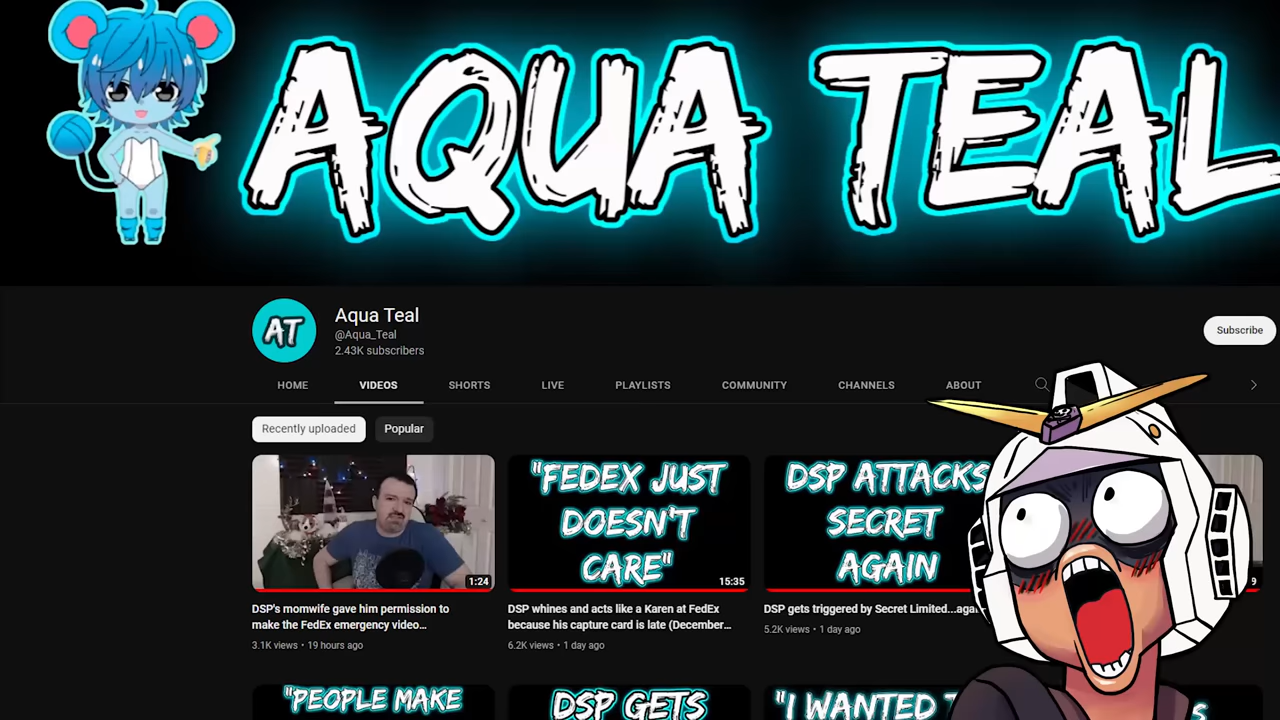 AQUA TEAL
AT
Aqua Teal
@Aqua_Teal
2.43K subscribers
Subscribe
HOME
VIDEOS
SHORTS
LIVE
PLAYLISTS
COMMUNITY
CHANNELS
ABOUT
Recently uploaded
Popular
1:24
"FEDEX JUST
DOESN'T
CARE"
15:35
DSP ATTACKS
SECRET
AGAIN
9
DSP's momwife gave him permission to
make the FedEx emergency video…
3.1K views • 19 hours ago
DSP whines and acts like a Karen at FedEx
because his capture card is late (December…
6.2K views • 1 day ago
DSP gets triggered by Secret Limited...aga
5.2K views • 1 day ago
"PEOPLE MAKE
DSP GETS
"I WANTED